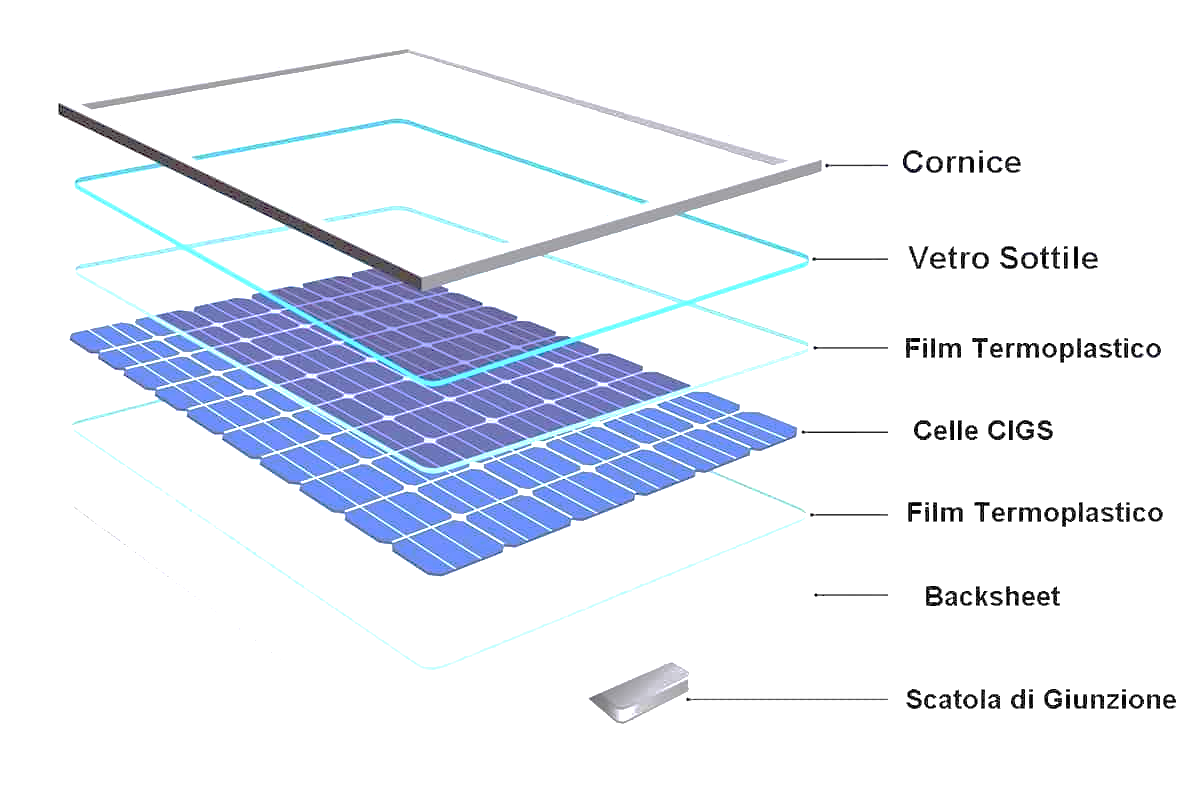 Cornice
Vetro Sottile
Film Termoplastico
Celle CIGS
Film Termoplastico
Backsheet
Scatola di Giunzione